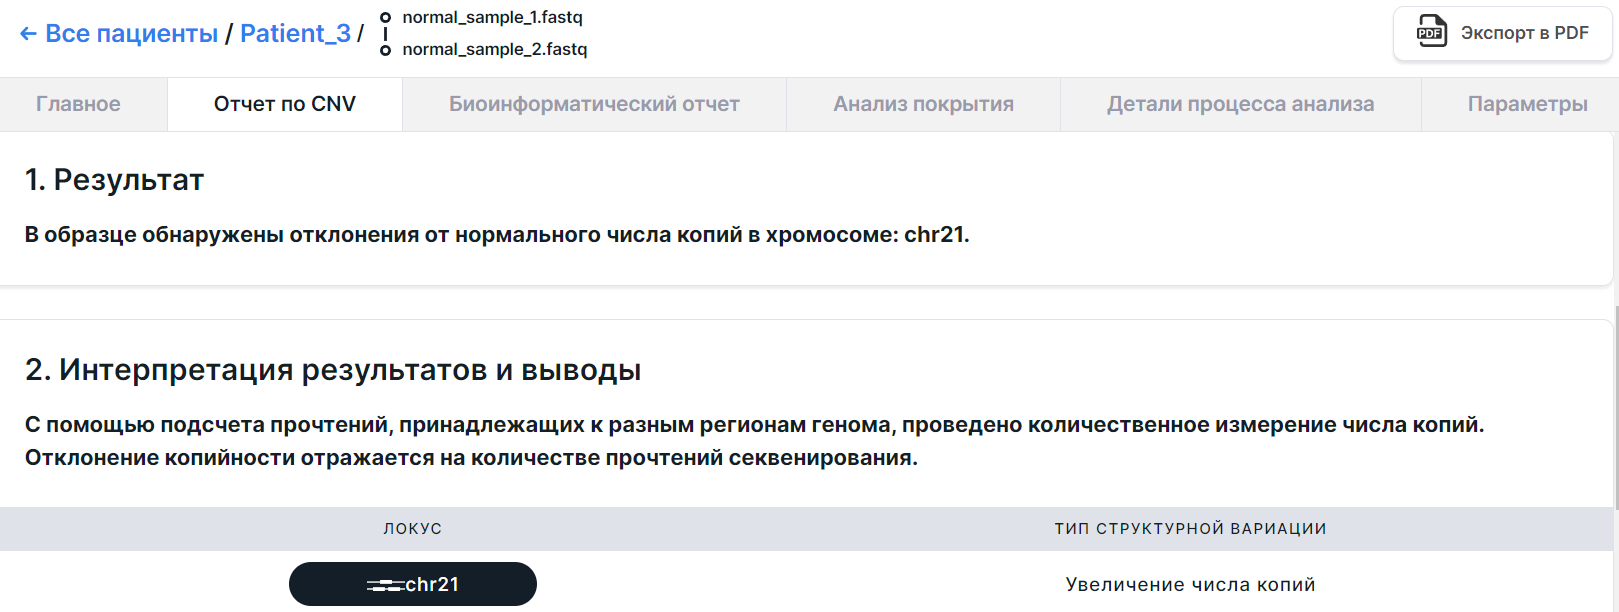 ← Все пациенты / Patient_3 /
normal_sample_1.fastq
normal_sample_2.fastq
PDF Экспорт в PDF
Главное Отчет по CNV Биоинформатический отчет Анализ покрытия Детали процесса анализа Параметры
1. Результат
В образце обнаружены отклонения от нормального числа копий в хромосоме: chr21.
2. Интерпретация результатов и выводы
С помощью подсчета прочтений, принадлежащих к разным регионам генома, проведено количественное измерение числа копий.
Отклонение копийности отражается на количестве прочтений секвенирования.
ЛОКУС ТИП СТРУКТУРНОЙ ВАРИАЦИИ
chr21 Увеличение числа копий